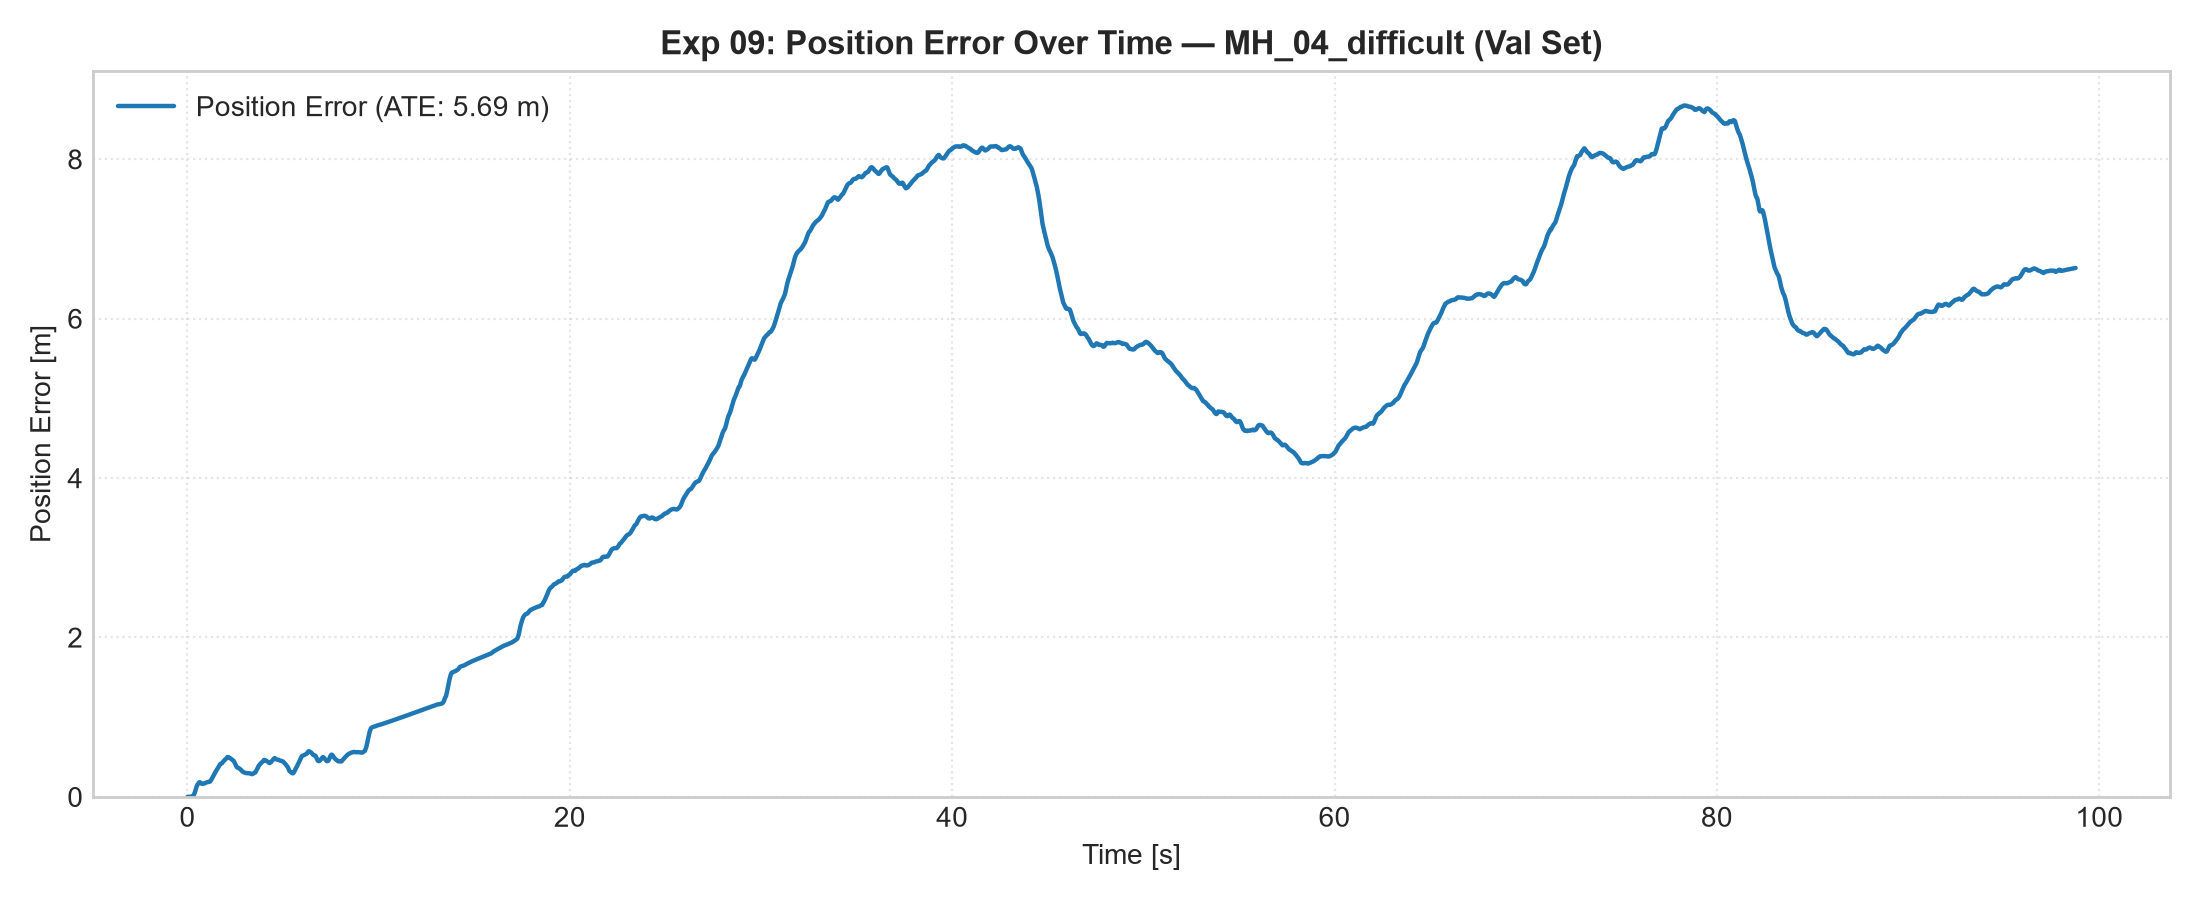 Exp 09: Position Error Over Time — MH_04_difficult (Val Set)
Position Error (ATE: 5.69 m)
Position Error [m]
8
6
4
2
0
0 20 40 60 80 100
Time [s]